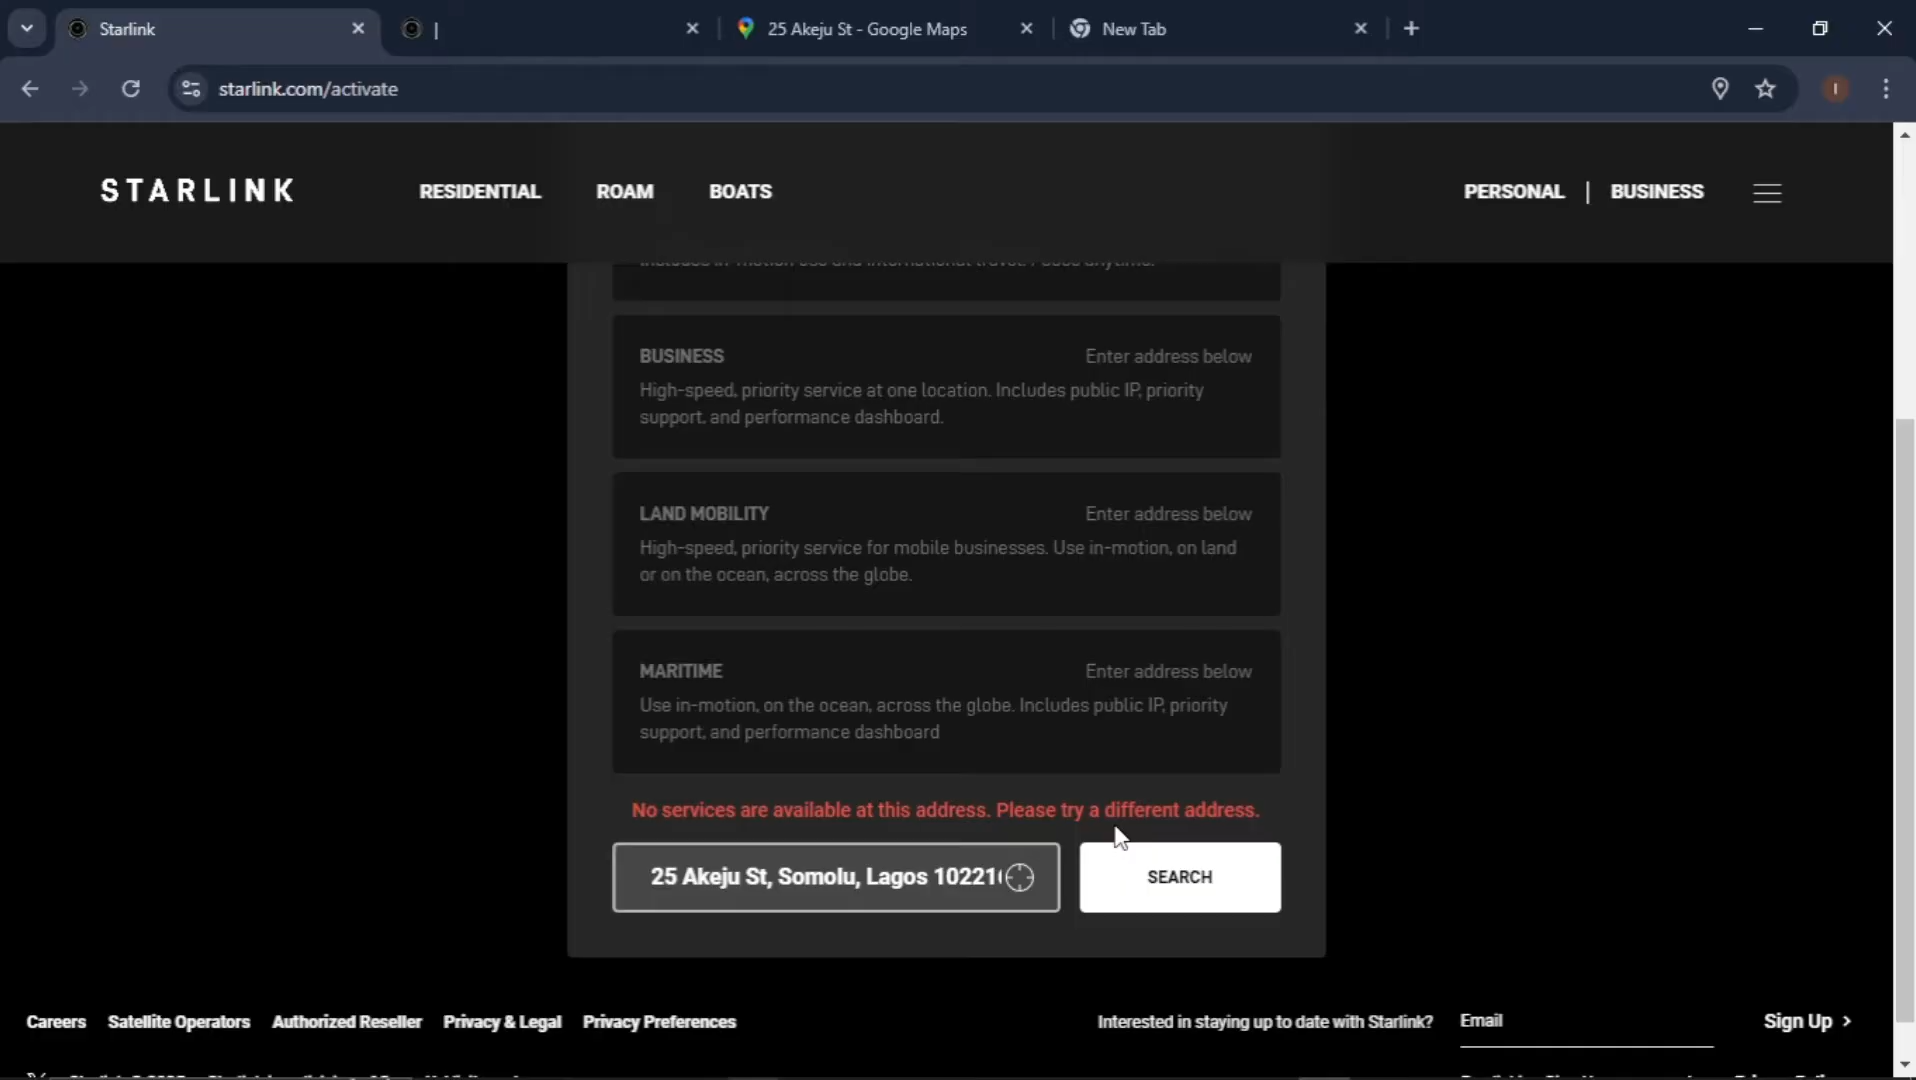 Starlink
25 Akeju St - Google Maps
New Tab
starlink.com/activate
I
STARLINK
RESIDENTIAL
ROAM
BOATS
PERSONAL | BUSINESS
BUSINESS
Enter address below
High-speed, priority service at one location. Includes public IP, priority
support, and performance dashboard.
LAND MOBILITY
Enter address below
High-speed, priority service for mobile businesses. Use in-motion, on land
or on the ocean, across the globe.
MARITIME
Enter address below
Use in-motion, on the ocean, across the globe. Includes public IP, priority
support, and performance dashboard
No services are available at this address. Please try a different address.
25 Akeju St, Somolu, Lagos 10221
SEARCH
Careers
Satellite Operators
Authorized Reseller
Privacy & Legal
Privacy Preferences
Interested in staying up to date with Starlink?
Email
Sign Up >